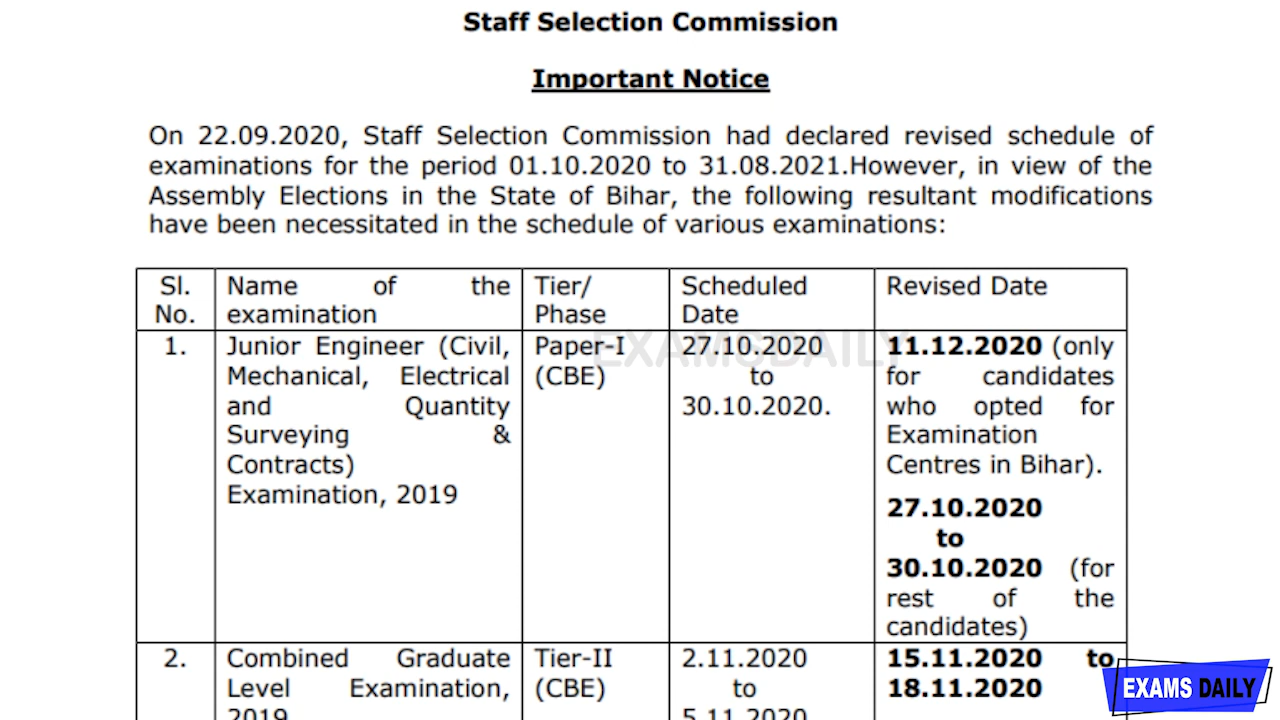 Staff Selection Commission
Important Notice
On 22.09.2020, Staff Selection Commission had declared revised schedule of
examinations for the period 01.10.2020 to 31.08.2021.However, in view of the
Assembly Elections in the State of Bihar, the following resultant modifications
have been necessitated in the schedule of various examinations:
Sl. No.
Name of the examination
Tier/ Phase
Scheduled Date
Revised Date
1.
Junior Engineer (Civil,
Mechanical, Electrical
and Quantity
Surveying &
Contracts)
Examination, 2019
Paper-I
(CBE)
27.10.2020
to
30.10.2020.
11.12.2020 (only
for candidates
who opted for
Examination
Centres in Bihar).
27.10.2020
to
30.10.2020 (for
rest of the
candidates)
2.
Combined Graduate
Level Examination,
2019
Tier-II
(CBE)
2.11.2020
to
5.11.2020
15.11.2020 to
18.11.2020
EXAMSDAILY
EXAMS DAILY